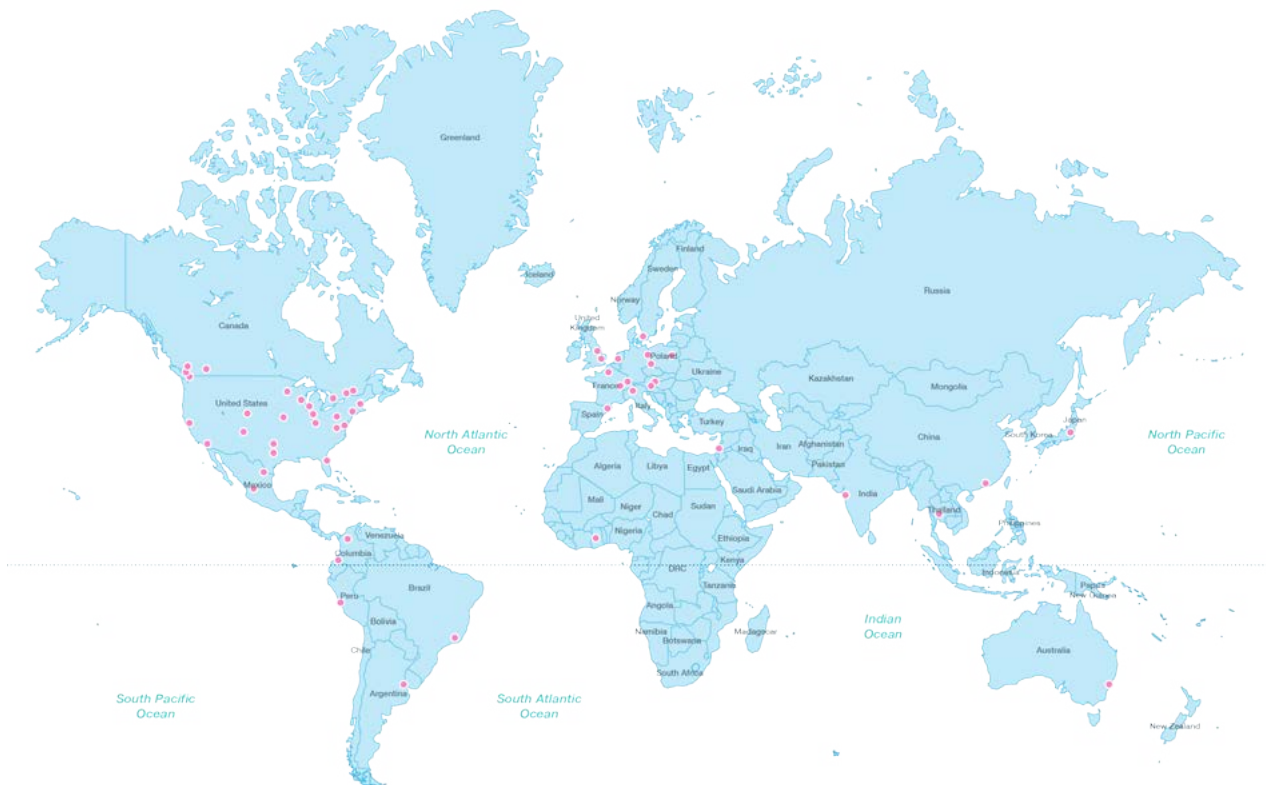 Greenland
Finland
Iceland
Sweden
Russia
Norway
United
Kingdom
Canada
Poland
Ukraine
Kazakhstan
Mongolia
France
United States
Italy
Spain
Turkey
Japan
North Atlantic
Ocean
China
South Korea
North Pacific
Ocean
Iraq
Iran
Afghanistan
Pakistan
Algeria
Libya
Egypt
Mexico
Saudi Arabia
India
Mali
Niger
Chad
Sudan
Thailand
Philippines
Nigeria
Venezuela
Ethiopia
Columbia
Kenya
DRC
Indonesia
Brazil
Tanzania
Papua
New Guinea
Peru
Angola
Bolivia
Indian
Ocean
Namibia
Botswana
Madagascar
Chile
Australia
South Africa
Argentina
South Pacific
Ocean
South Atlantic
Ocean
New Zealand